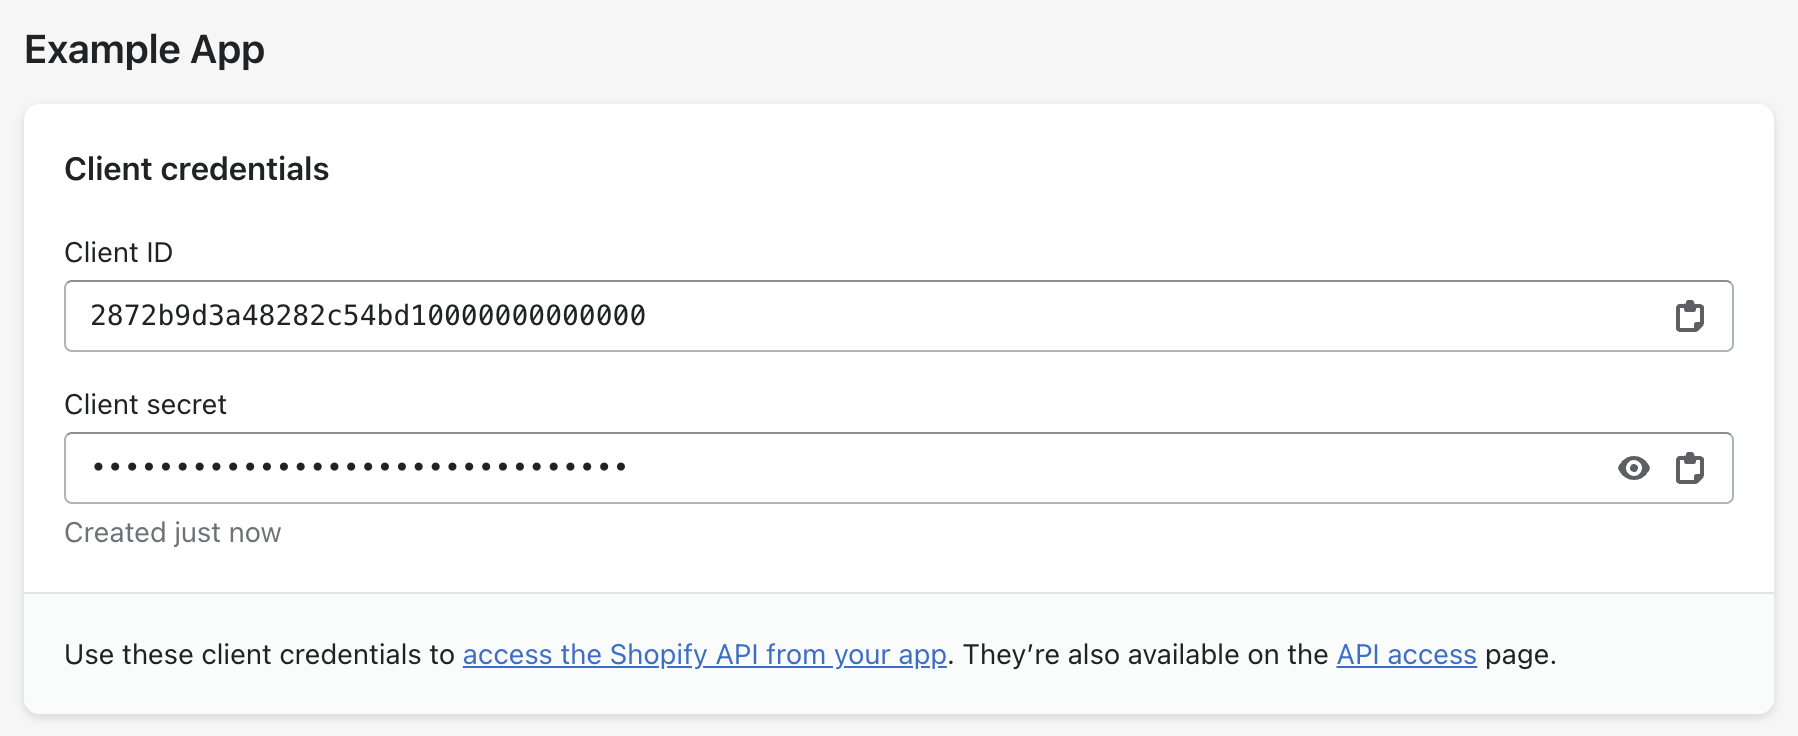 Example App
Client credentials
Client ID
2872b9d3a48282c54bd10000000000000
Client secret
••••••••••••••••••••••••••••••••
Created just now
Use these client credentials to access the Shopify API from your app. They’re also available on the API access page.